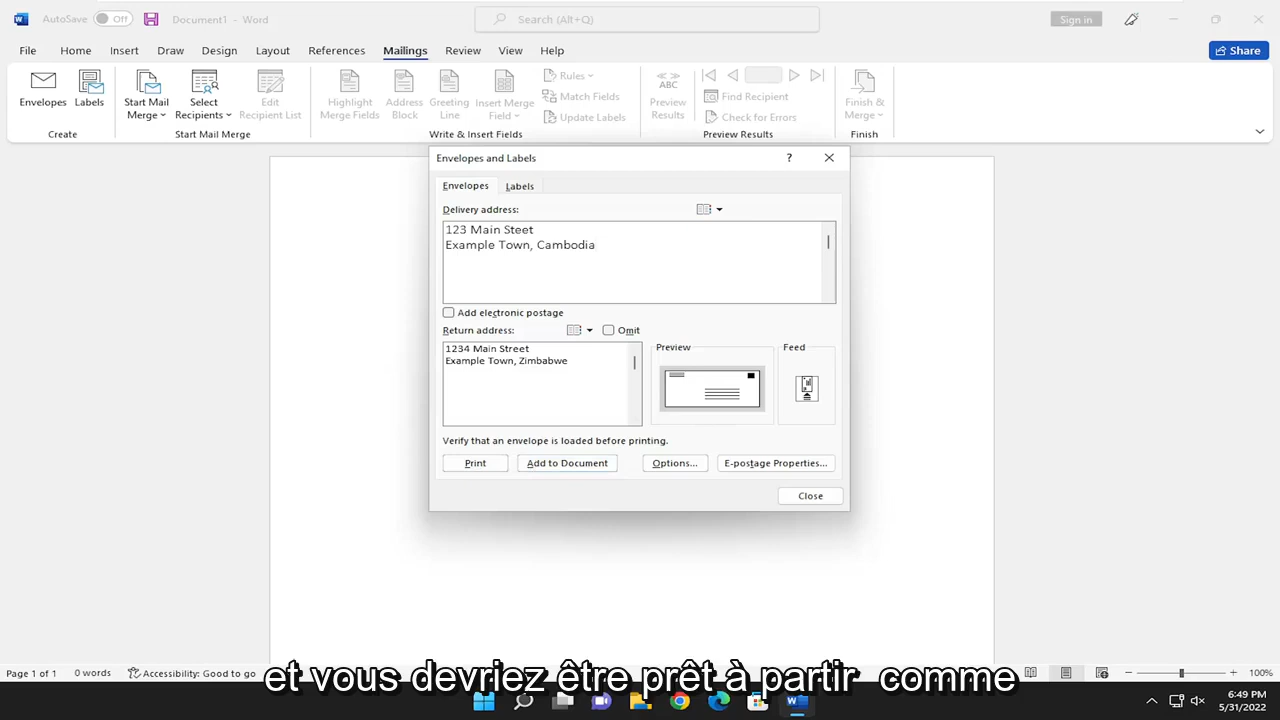 AutoSave Off Document1 - Word Search (Alt+Q) Sign in
File Home Insert Draw Design Layout References Mailings Review View Help Share
Envelopes Labels Start Mail Merge Select Recipients Edit Recipient List Highlight Merge Fields Address Block Greeting Line Insert Merge Field Rules Match Fields Update Labels ABC Preview Results Find Recipient Check for Errors Finish & Merge
Create Start Mail Merge Write & Insert Fields Preview Results Finish
Envelopes and Labels ?
Envelopes Labels
Delivery address:
123 Main Steet
Example Town, Cambodia
Add electronic postage
Return address: Omit
1234 Main Street
Example Town, Zimbabwe
Preview Feed
Verify that an envelope is loaded before printing.
Print Add to Document Options... E-postage Properties...
Close
Page 1 of 1 0 words Accessibility: Good to go 100%
et vous devriez être prêt à partir comme
6:49 PM
5/31/2022